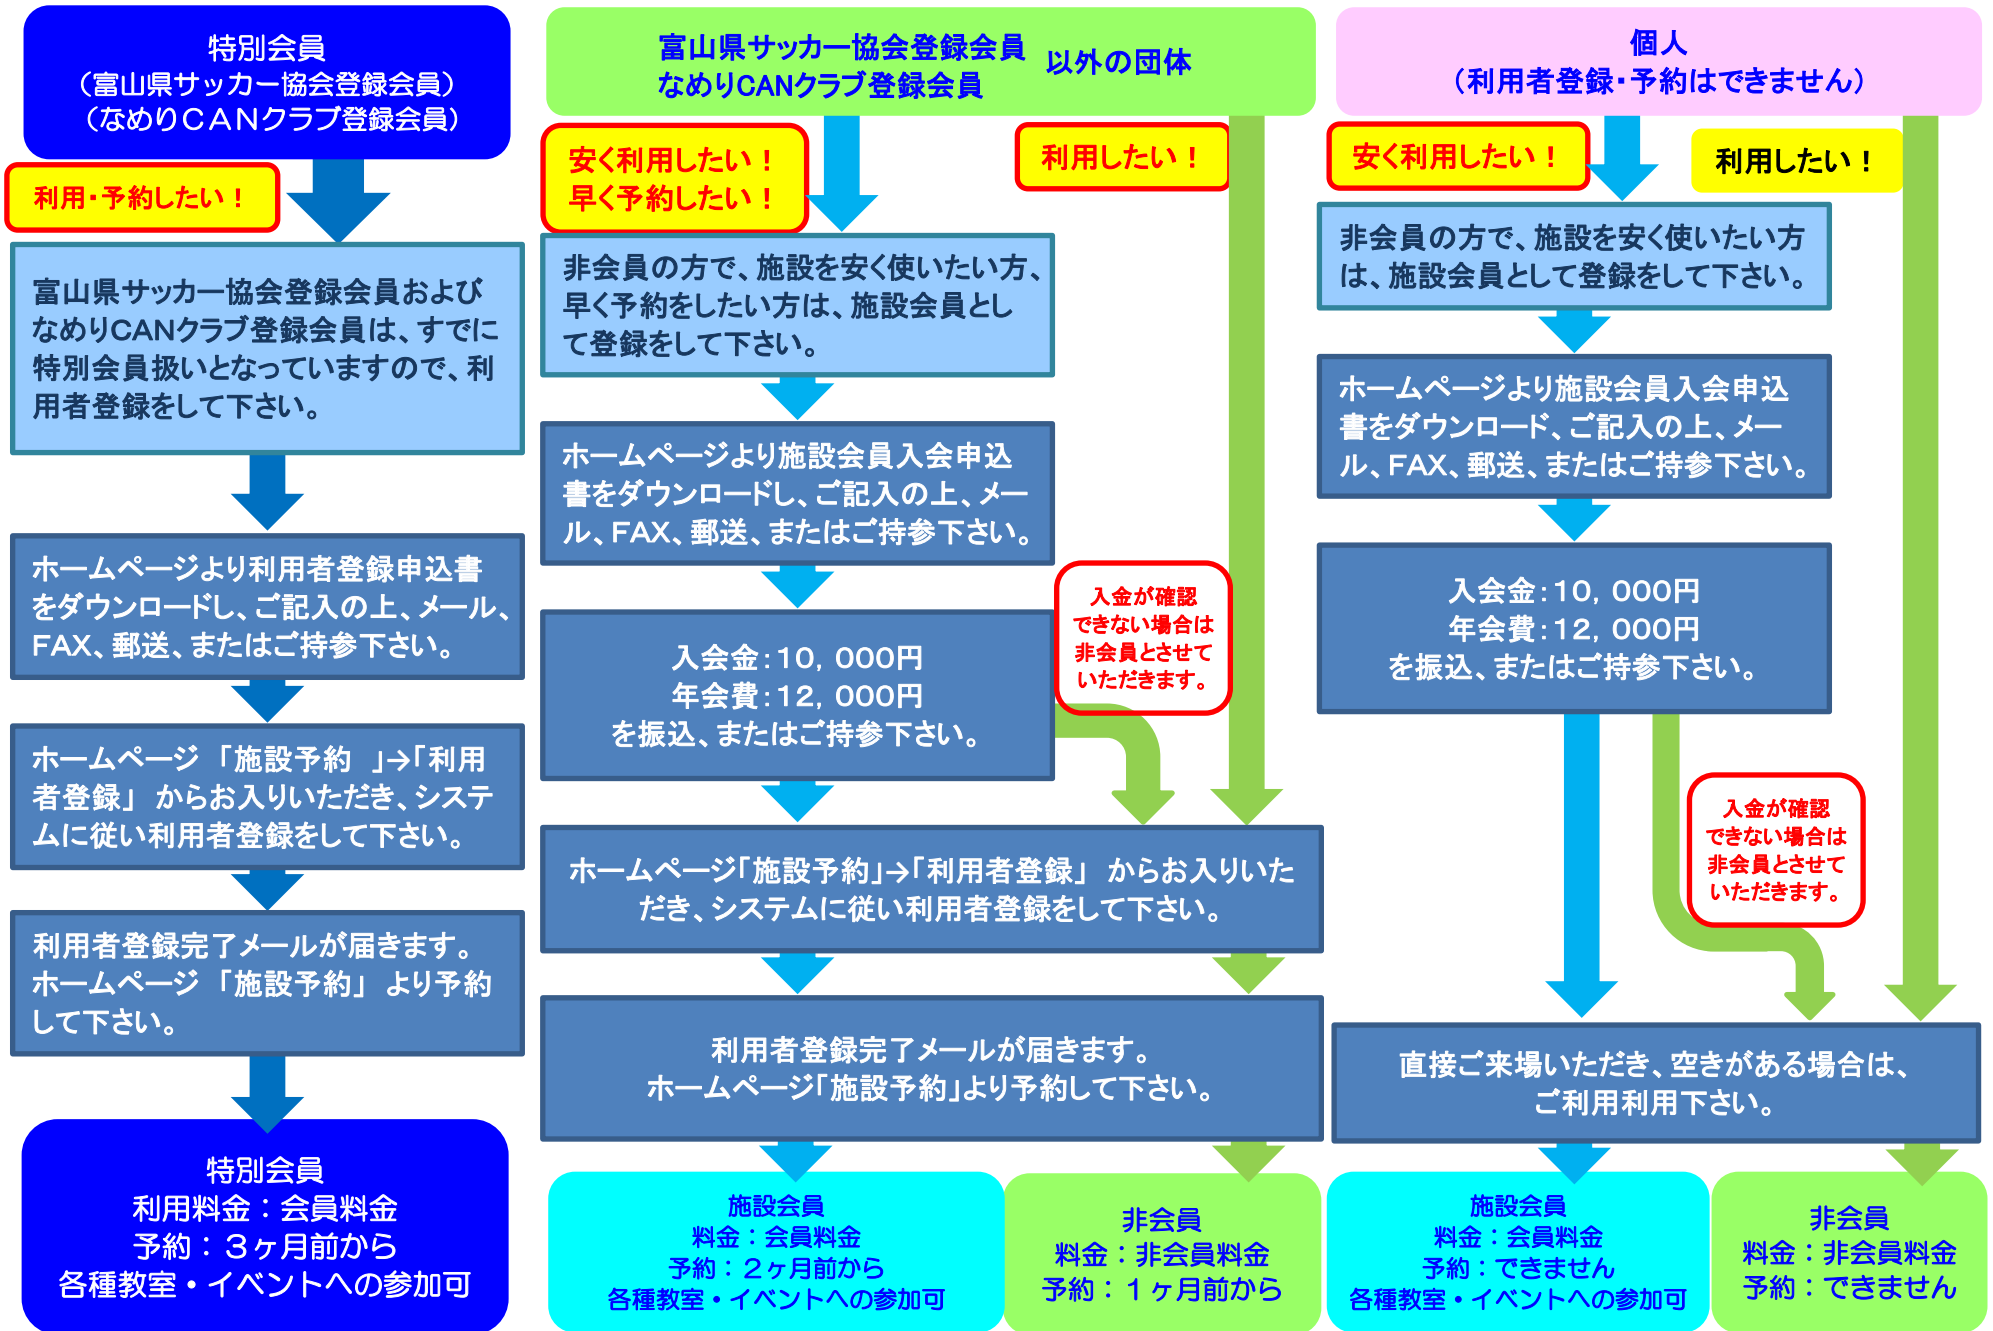 特別会員
（富山県サッカー協会登録会員）
（なめりＣＡＮクラブ登録会員）
利用・予約したい！
富山県サッカー協会登録会員および
なめりCANクラブ登録会員は、すでに
特別会員扱いとなっていますので、利
用者登録をして下さい。
ホームページより利用者登録申込書
をダウンロードし、ご記入の上、メール、
FAX、郵送、またはご持参下さい。
ホームページ　「施設予約　」→「利用
者登録」　からお入りいただき、システ
ムに従い利用者登録をして下さい。
利用者登録完了メールが届きます。
ホームページ　「施設予約」　より予約
して下さい。
特別会員
利用料金：会員料金
予約：３ヶ月前から
各種教室・イベントへの参加可
富山県サッカー協会登録会員
なめりCANクラブ登録会員
以外の団体
安く利用したい！
早く予約したい！
利用したい！
非会員の方で、施設を安く使いたい方、
早く予約をしたい方は、施設会員とし
て登録をして下さい。
ホームページより施設会員入会申込
書をダウンロードし、ご記入の上、メー
ル、FAX、郵送、またはご持参下さい。
入会金：１０，０００円
年会費：１２，０００円
を振込、またはご持参下さい。
入金が確認
できない場合は
非会員とさせて
いただきます。
ホームページ「施設予約」→「利用者登録」　からお入りいた
だき、システムに従い利用者登録をして下さい。
利用者登録完了メールが届きます。
ホームページ「施設予約」より予約して下さい。
施設会員
料金：会員料金
予約：２ヶ月前から
各種教室・イベントへの参加可
非会員
料金：非会員料金
予約：１ヶ月前から
個人
（利用者登録・予約はできません）
安く利用したい！
利用したい！
非会員の方で、施設を安く使いたい方
は、施設会員として登録をして下さい。
ホームページより施設会員入会申込
書をダウンロード、ご記入の上、メー
ル、FAX、郵送、またはご持参下さい。
入会金：１０，０００円
年会費：１２，０００円
を振込、またはご持参下さい。
入金が確認
できない場合は
非会員とさせて
いただきます。
直接ご来場いただき、空きがある場合は、
ご利用利用下さい。
施設会員
料金：会員料金
予約：できません
各種教室・イベントへの参加可
非会員
料金：非会員料金
予約：できません